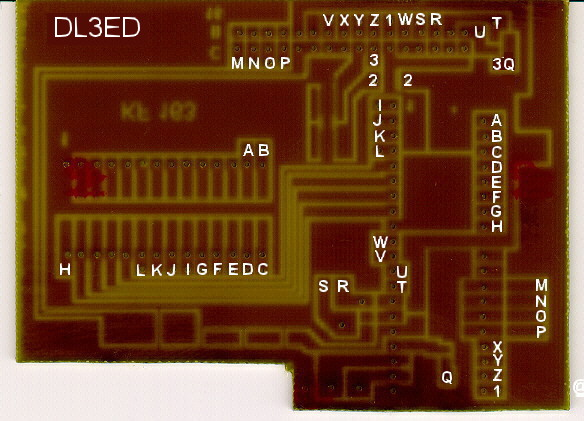 DL3ED
V X Y Z 1 W S R
U
T
M N O P
3
3Q
2
2
I
J
K
L
A
B
C
D
E
F
G
H
A B
H
L K J I G F E D C
W
V
U
T
S R
M
N
O
P
Q
X
Y
Z
1
@